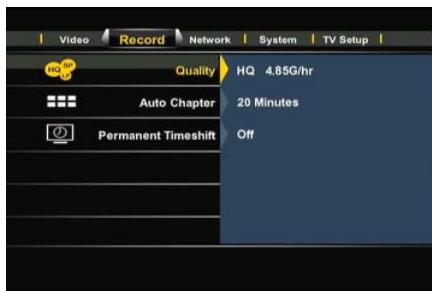 Video Record Network System TV Setup
HQ SP LP Quality HQ 4.85G/hr
Auto Chapter 20 Minutes
Permanent Timeshift Off